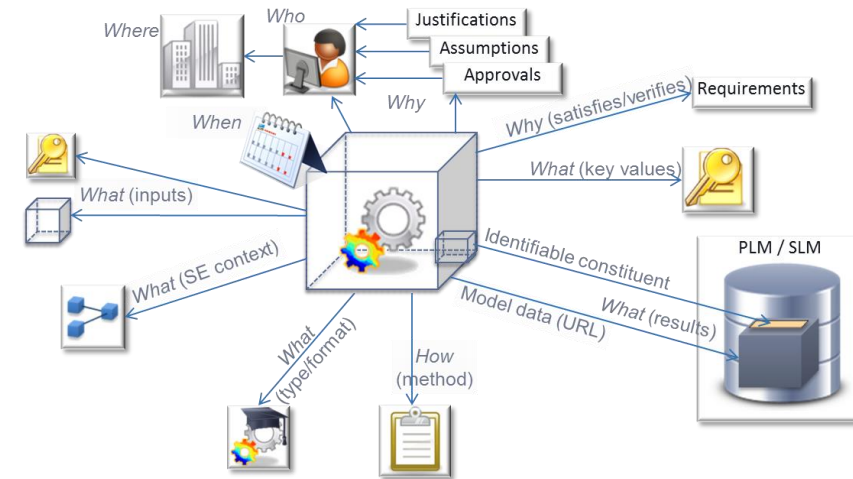 Who
Justifications
Where
Assumptions
Approvals
Requirements
Why
When
Why (satisfies/verifies)
What (key values)
What (inputs)
PLM / SLM
Identifiable constituent
What (SE context)
Model data (URL)
What (results)
What
(type/format)
How
(method)